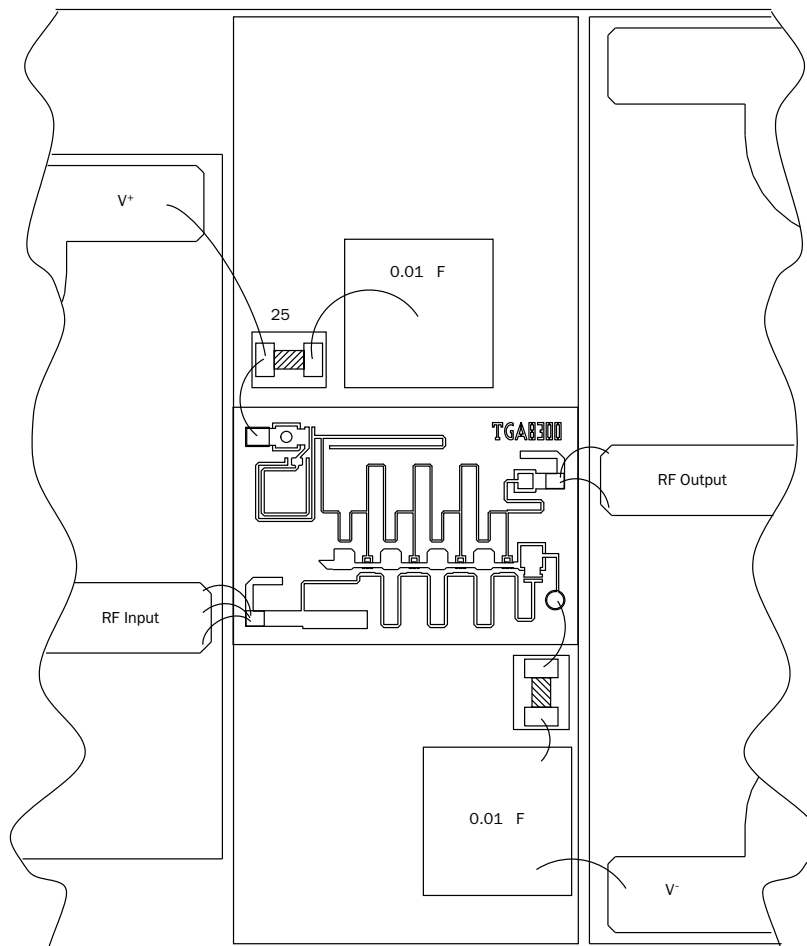 V+
0.01 F
25
TGA8300
RF Output
RF Input
0.01 F
V-